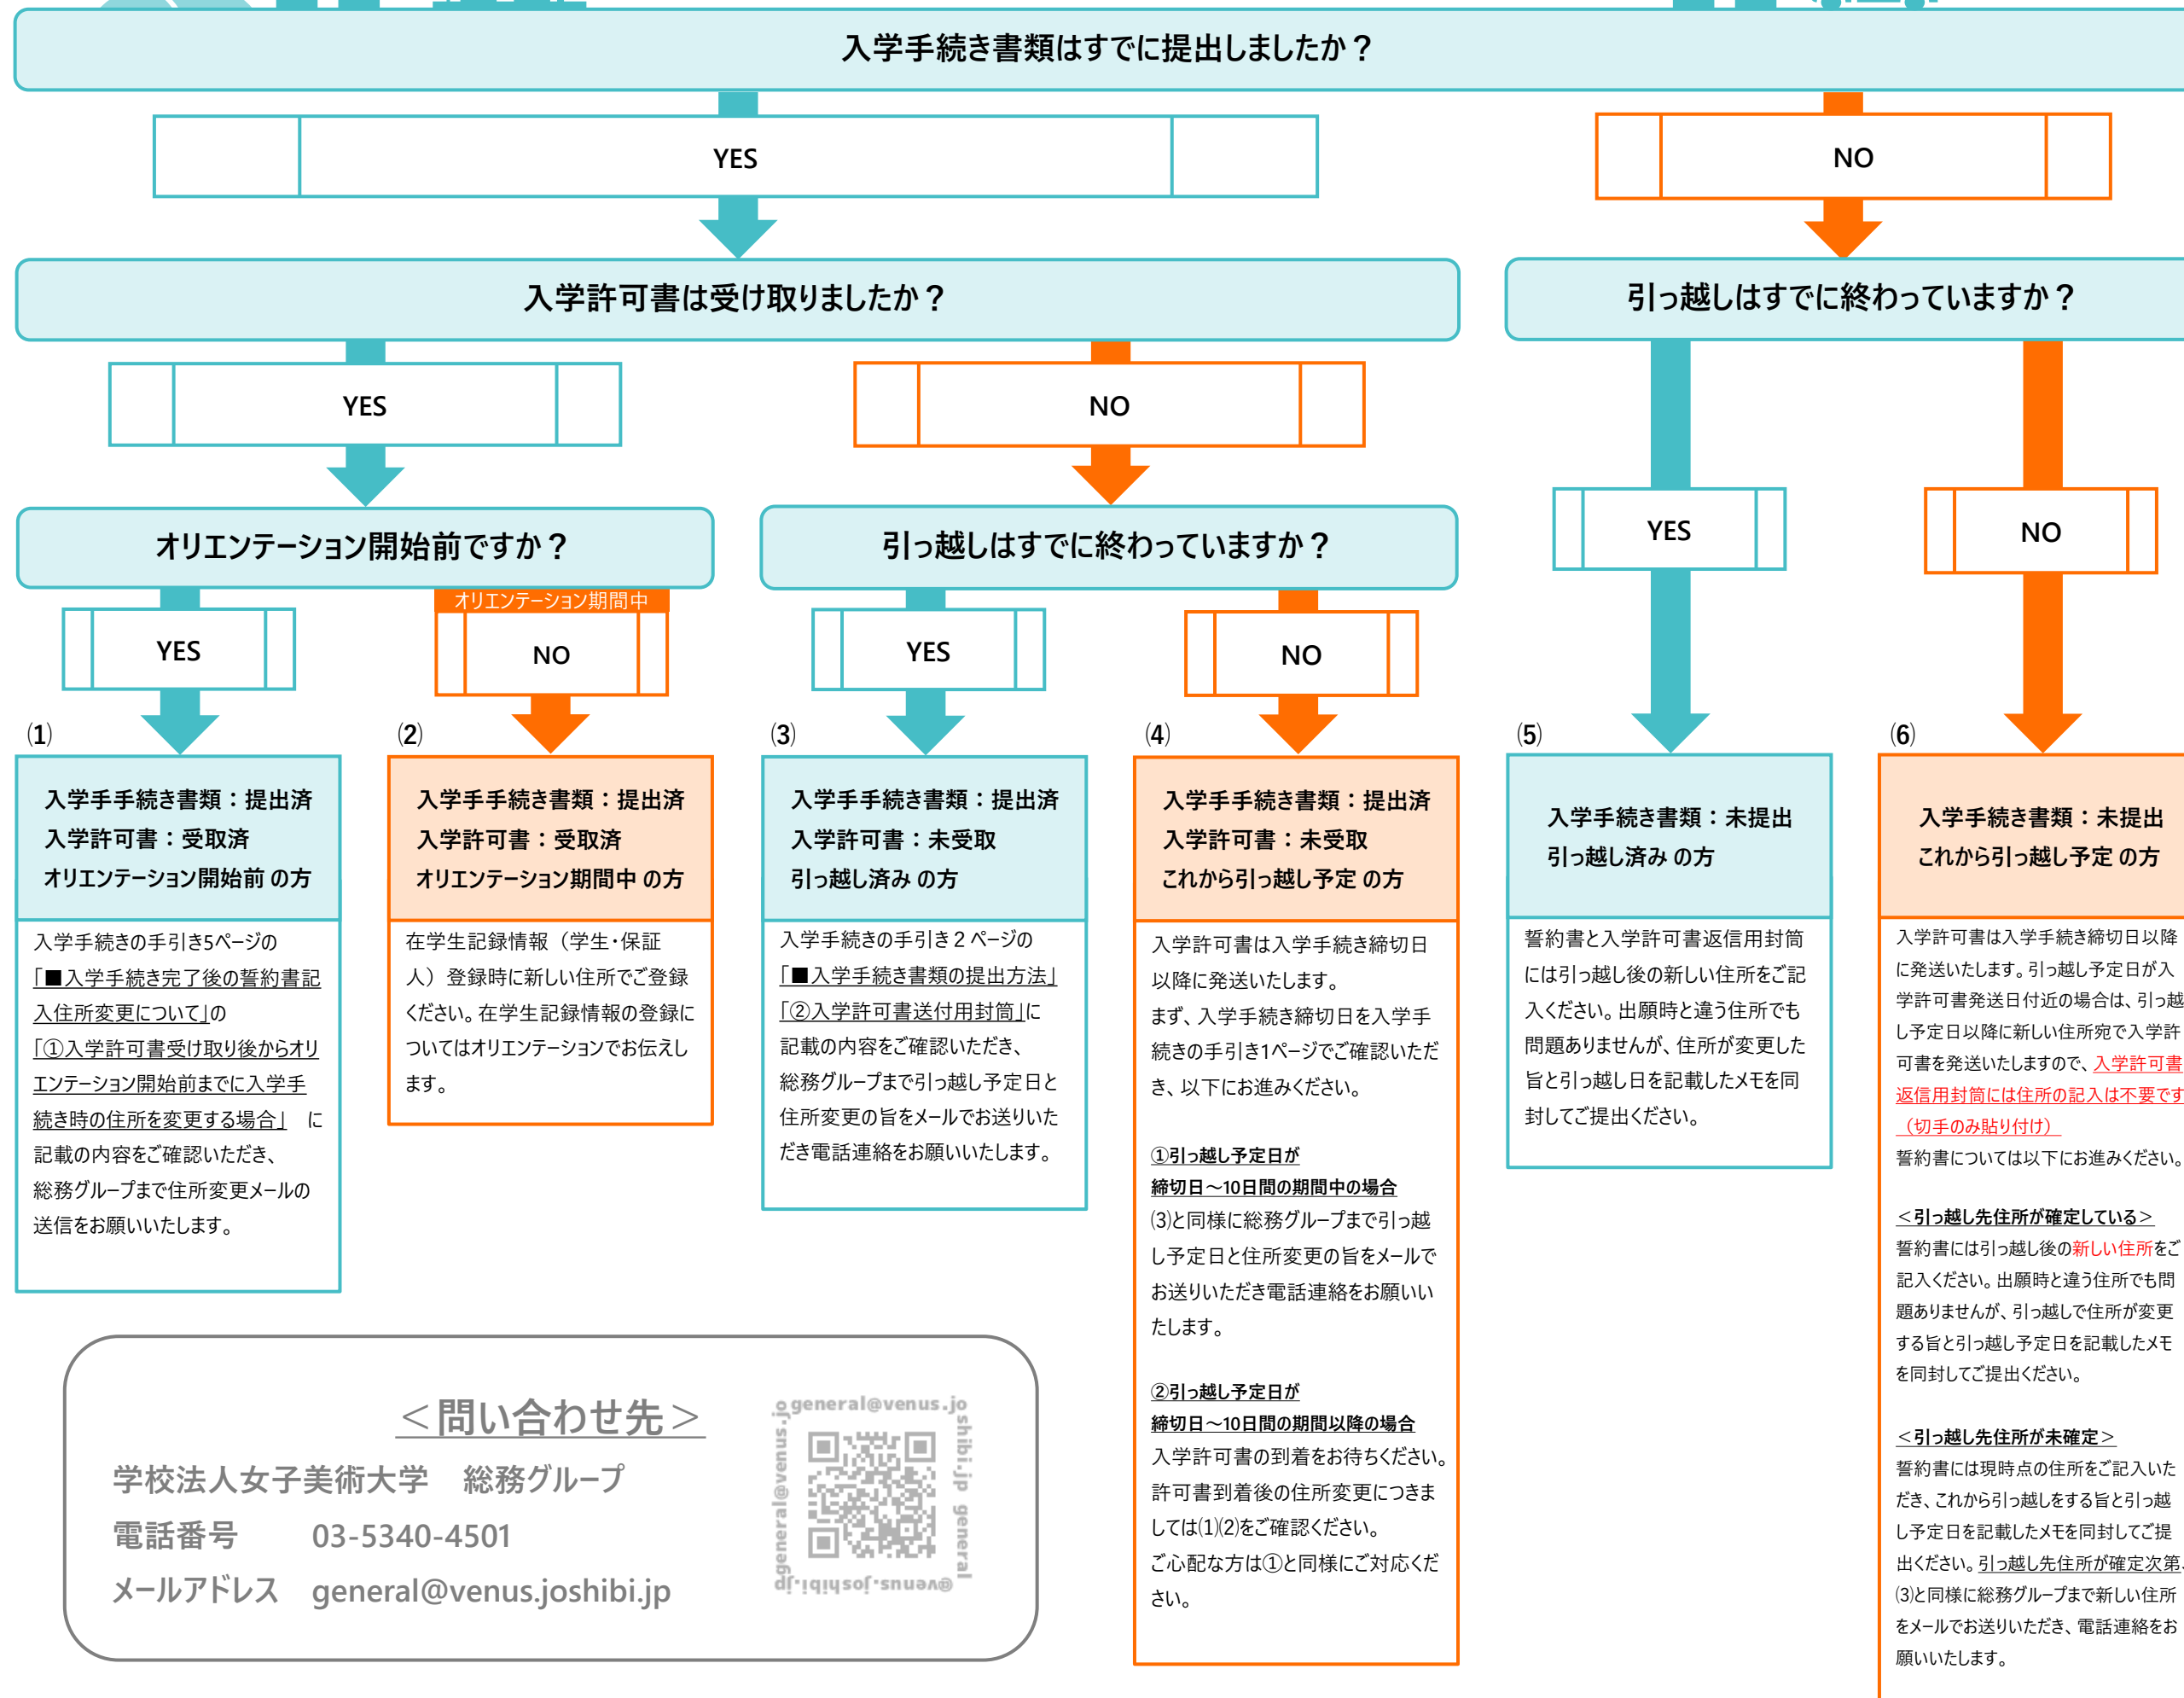 入学手続き書類はすでに提出しましたか？
YES
NO
入学許可書は受け取りましたか？
引っ越しはすでに終わっていますか？
YES
NO
YES
NO
オリエンテーション開始前ですか？
引っ越しはすでに終わっていますか？
オリエンテーション期間中
YES
NO
YES
NO
(1)
入学手手続き書類：提出済
入学許可書：受取済
オリエンテーション開始前 の方
入学手続きの手引き5ページの
「■入学手続き完了後の誓約書記
入住所変更について」の
「①入学許可書受け取り後からオリ
エンテーション開始前までに入学手
続き時の住所を変更する場合」 に
記載の内容をご確認いただき、
総務グループまで住所変更メールの
送信をお願いいたします。
(2)
入学手手続き書類：提出済
入学許可書：受取済
オリエンテーション期間中 の方
在学生記録情報（学生・保証
人）登録時に新しい住所でご登録
ください。在学生記録情報の登録に
ついてはオリエンテーションでお伝えし
ます。
(3)
入学手手続き書類：提出済
入学許可書：未受取
引っ越し済み の方
入学手続きの手引き２ページの
「■入学手続き書類の提出方法」
「②入学許可書送付用封筒」に
記載の内容をご確認いただき、
総務グループまで引っ越し予定日と
住所変更の旨をメールでお送りいた
だき電話連絡をお願いいたします。
(4)
入学手手続き書類：提出済
入学許可書：未受取
これから引っ越し予定 の方
入学許可書は入学手続き締切日
以降に発送いたします。
まず、入学手続き締切日を入学手
続きの手引き1ページでご確認いただ
き、以下にお進みください。
①引っ越し予定日が
締切日～10日間の期間中の場合
(3)と同様に総務グループまで引っ越
し予定日と住所変更の旨をメールで
お送りいただき電話連絡をお願いい
たします。
②引っ越し予定日が
締切日～10日間の期間以降の場合
入学許可書の到着をお待ちください。
許可書到着後の住所変更につきま
しては(1)(2)をご確認ください。
ご心配な方は①と同様にご対応くだ
さい。
(5)
入学手続き書類：未提出
引っ越し済み の方
誓約書と入学許可書返信用封筒
には引っ越し後の新しい住所をご記
入ください。出願時と違う住所でも
問題ありませんが、住所が変更した
旨と引っ越し日を記載したメモを同
封してご提出ください。
(6)
入学手続き書類：未提出
これから引っ越し予定 の方
入学許可書は入学手続き締切日以降
に発送いたします。引っ越し予定日が入
学許可書発送日付近の場合は、引っ越
し予定日以降に新しい住所宛で入学許
可書を発送いたしますので、入学許可書
返信用封筒には住所の記入は不要です
（切手のみ貼り付け）
誓約書については以下にお進みください。
＜引っ越し先住所が確定している＞
誓約書には引っ越し後の新しい住所をご
記入ください。出願時と違う住所でも問
題ありませんが、引っ越しで住所が変更
する旨と引っ越し予定日を記載したメモ
を同封してご提出ください。
＜引っ越し先住所が未確定＞
誓約書には現時点の住所をご記入いた
だき、これから引っ越しをする旨と引っ越
し予定日を記載したメモを同封してご提
出ください。引っ越し先住所が確定次第、
(3)と同様に総務グループまで新しい住所
をメールでお送りいただき、電話連絡をお
願いいたします。
＜問い合わせ先＞
学校法人女子美術大学 総務グループ
電話番号 03-5340-4501
メールアドレス general@venus.joshibi.jp
general@venus.joshibi.jp general@venus.joshibi.jp general@venus.jo